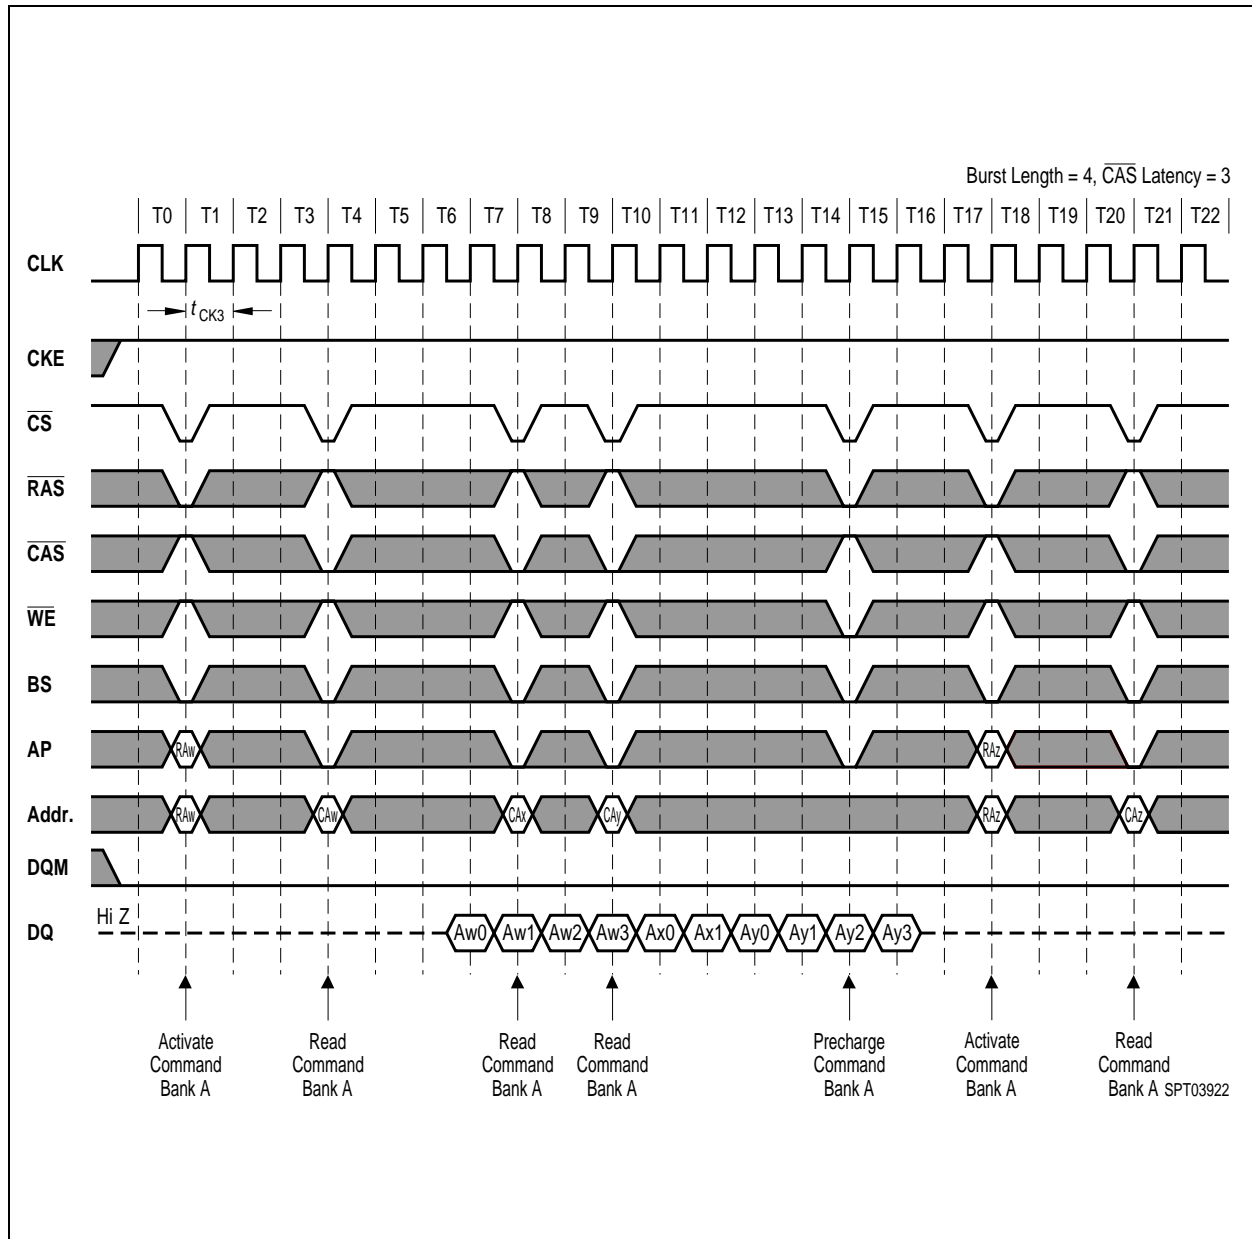 Burst Length = 4, CAS Latency = 3
T0 T1 T2 T3 T4 T5 T6 T7 T8 T9 T10 T11 T12 T13 T14 T15 T16 T17 T18 T19 T20 T21 T22
CLK
t CK3
CKE
CS
RAS
CAS
WE
BS
AP RAw RAz
Addr. RAw CAw CAx CAy RAz CAz
DQM
Hi Z
DQ Aw0 Aw1 Aw2 Aw3 Ax0 Ax1 Ay0 Ay1 Ay2 Ay3
Activate Command Bank A
Read Command Bank A
Read Command Bank A
Read Command Bank A
Precharge Command Bank A
Activate Command Bank A
Read Command Bank A
SPT03922